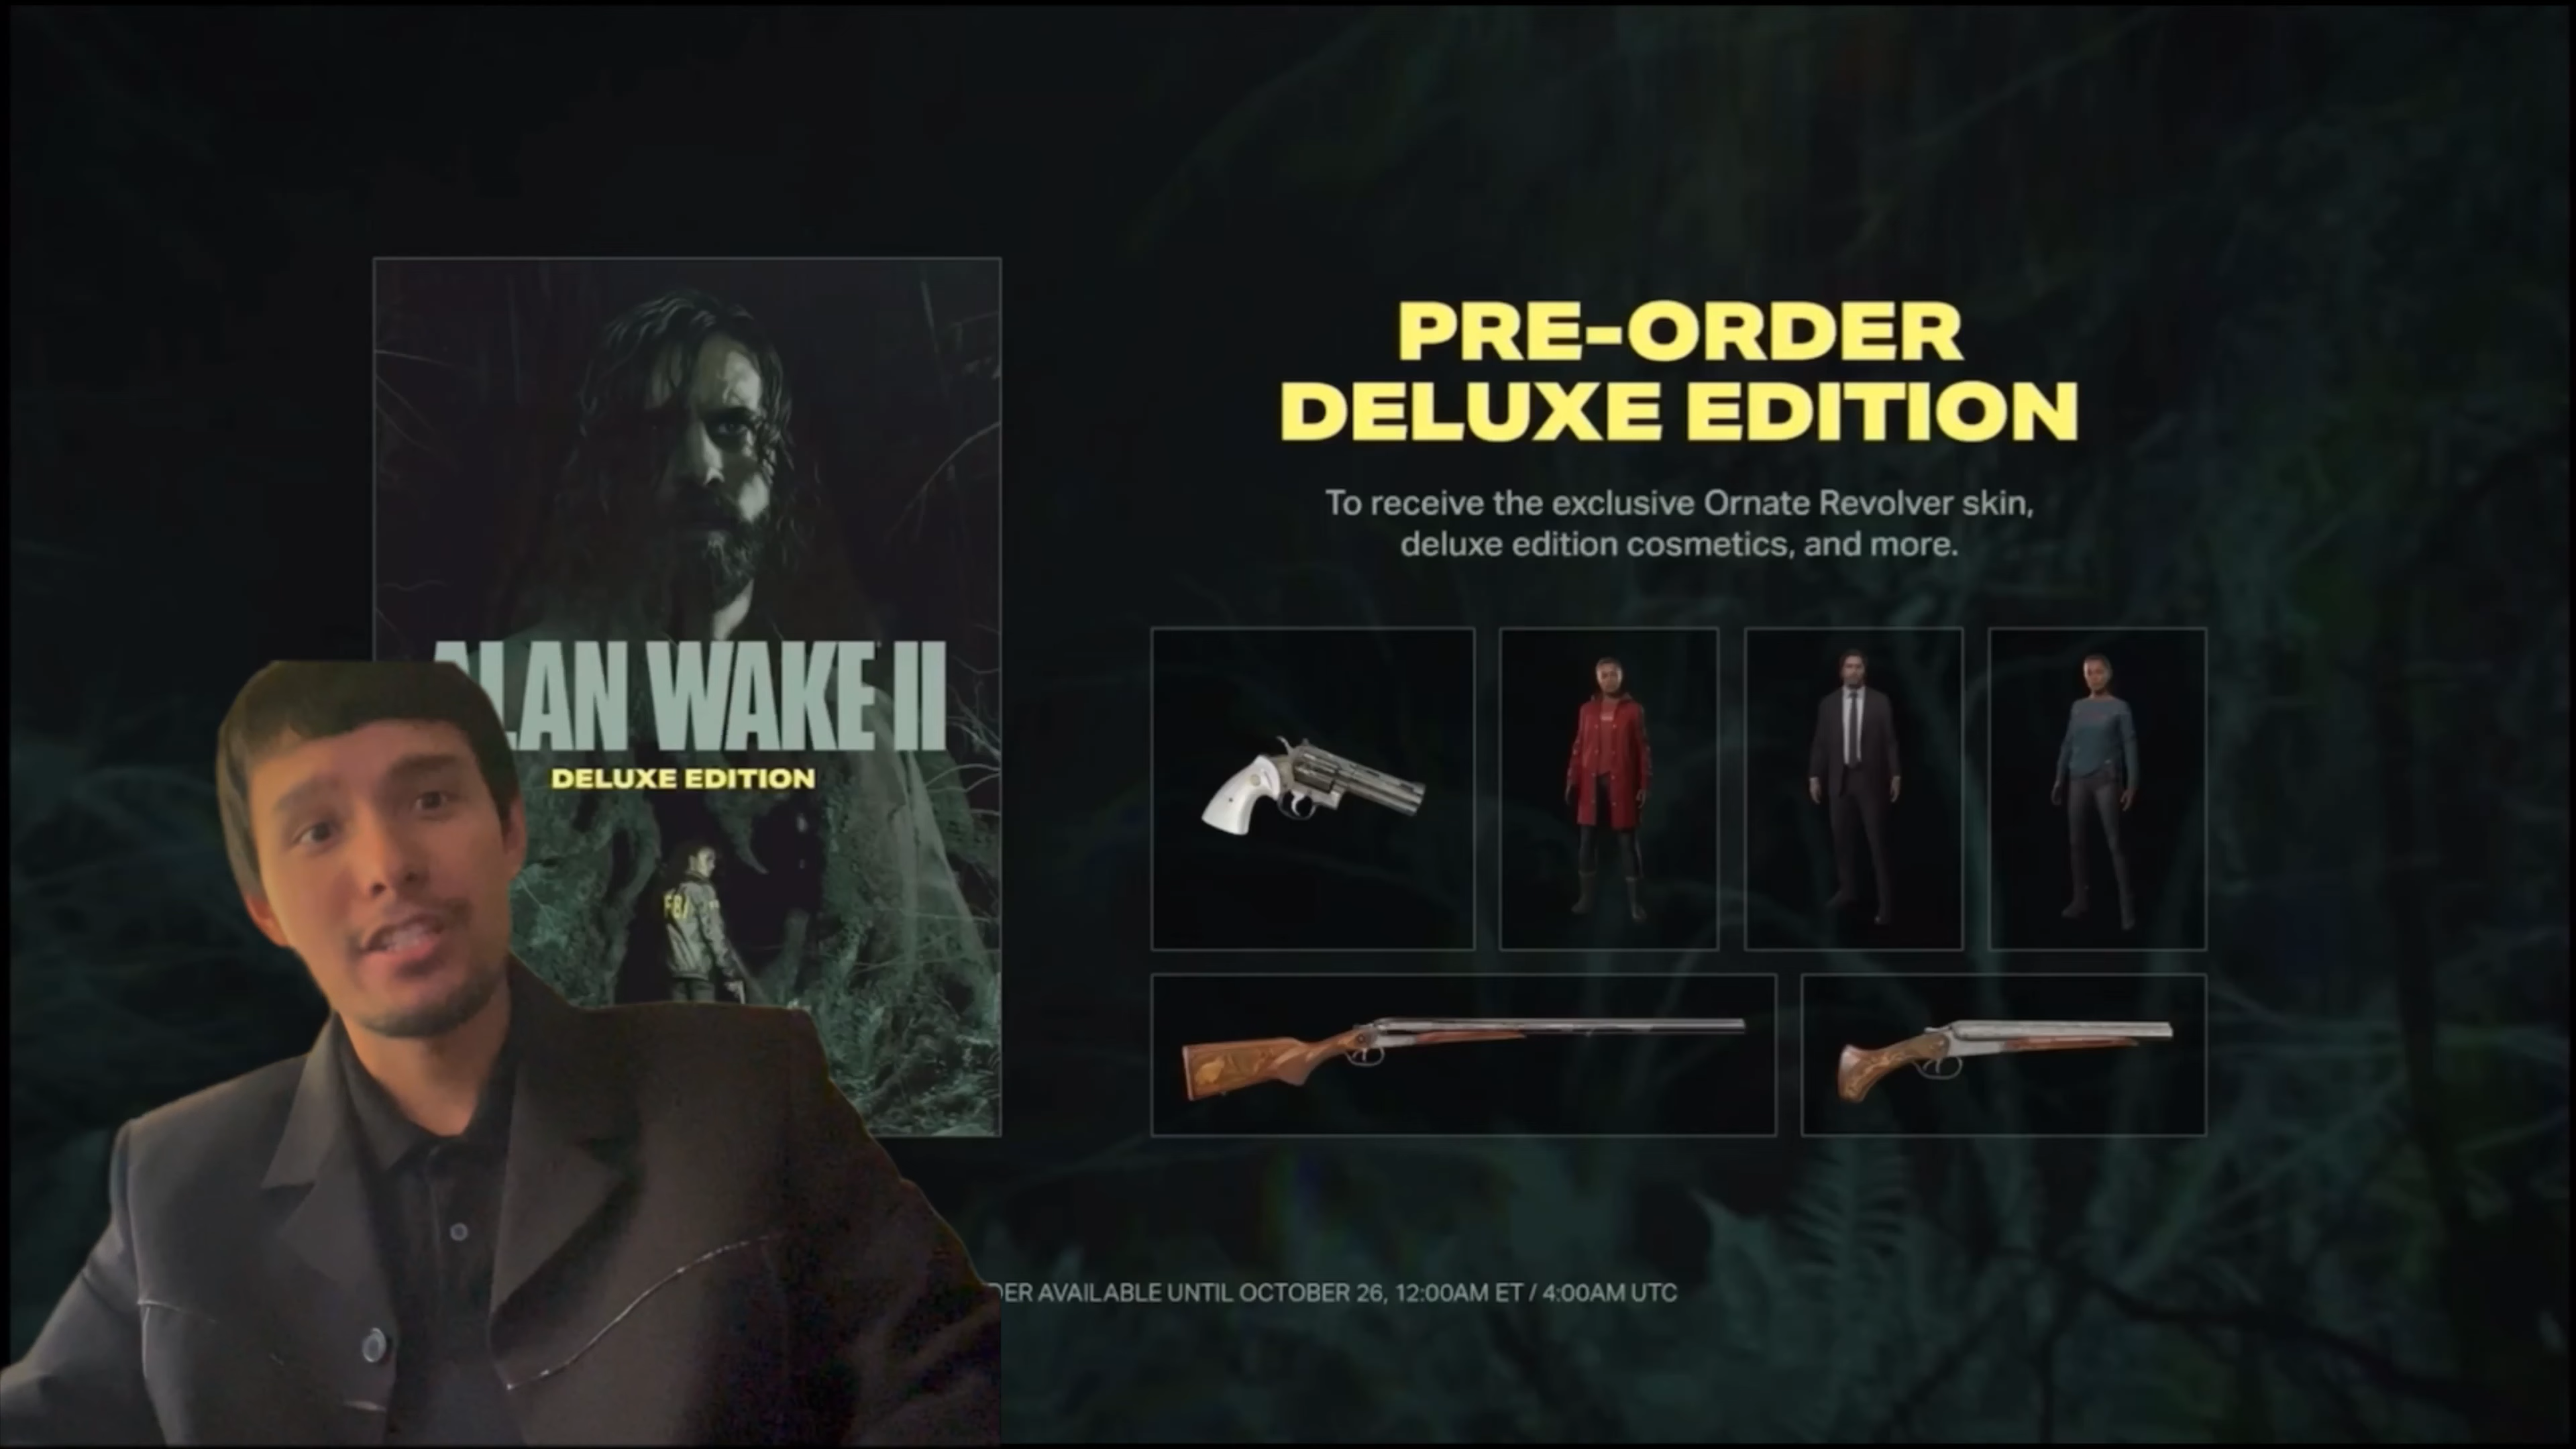 ALAN WAKE II
DELUXE EDITION
FBI
PRE-ORDER
DELUXE EDITION
To receive the exclusive Ornate Revolver skin,
deluxe edition cosmetics, and more.
AVAILABLE UNTIL OCTOBER 26, 12:00AM ET / 4:00AM UTC